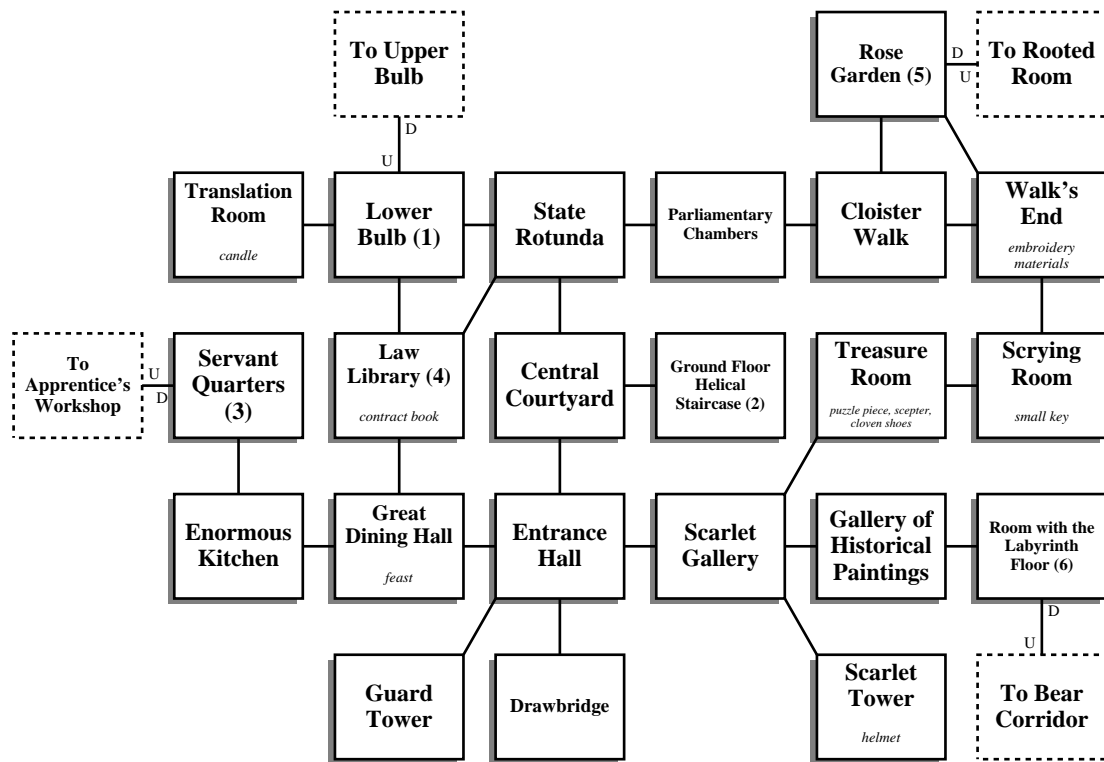 To Upper
Bulb
D
U
Rose
Garden (5)
D
U
To Rooted
Room
Translation
Room
candle
Lower
Bulb (1)
State
Rotunda
Parliamentary
Chambers
Cloister
Walk
Walk's
End
embroidery
materials
To
Apprentice's
Workshop
U
D
Servant
Quarters
(3)
Law
Library (4)
contract book
Central
Courtyard
Ground Floor
Helical
Staircase (2)
Treasure
Room
puzzle piece, scepter,
cloven shoes
Scrying
Room
small key
Enormous
Kitchen
Great
Dining Hall
feast
Entrance
Hall
Scarlet
Gallery
Gallery of
Historical
Paintings
Room with the
Labyrinth
Floor (6)
D
U
Guard
Tower
Drawbridge
Scarlet
Tower
helmet
To Bear
Corridor